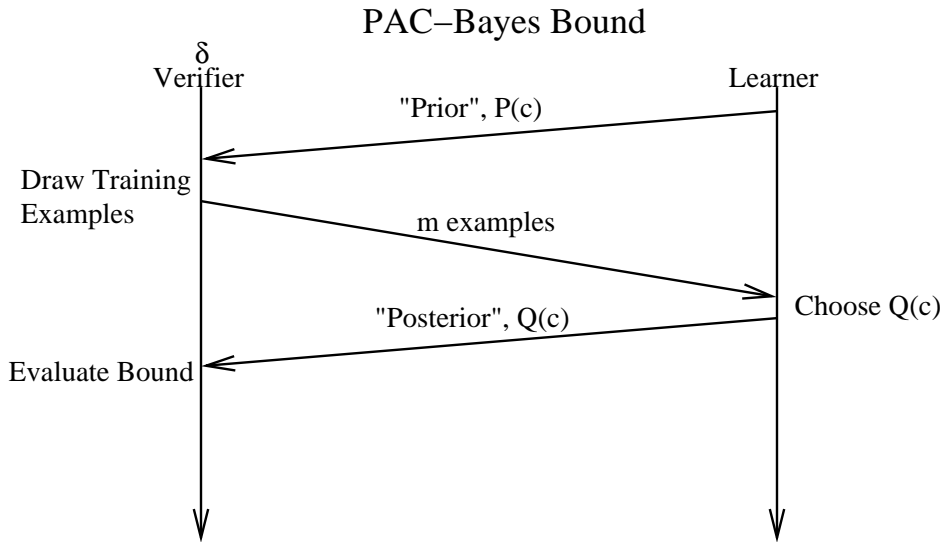 PAC–Bayes Bound
δ
Verifier
Learner
"Prior", P(c)
Draw Training
Examples
m examples
Choose Q(c)
"Posterior", Q(c)
Evaluate Bound